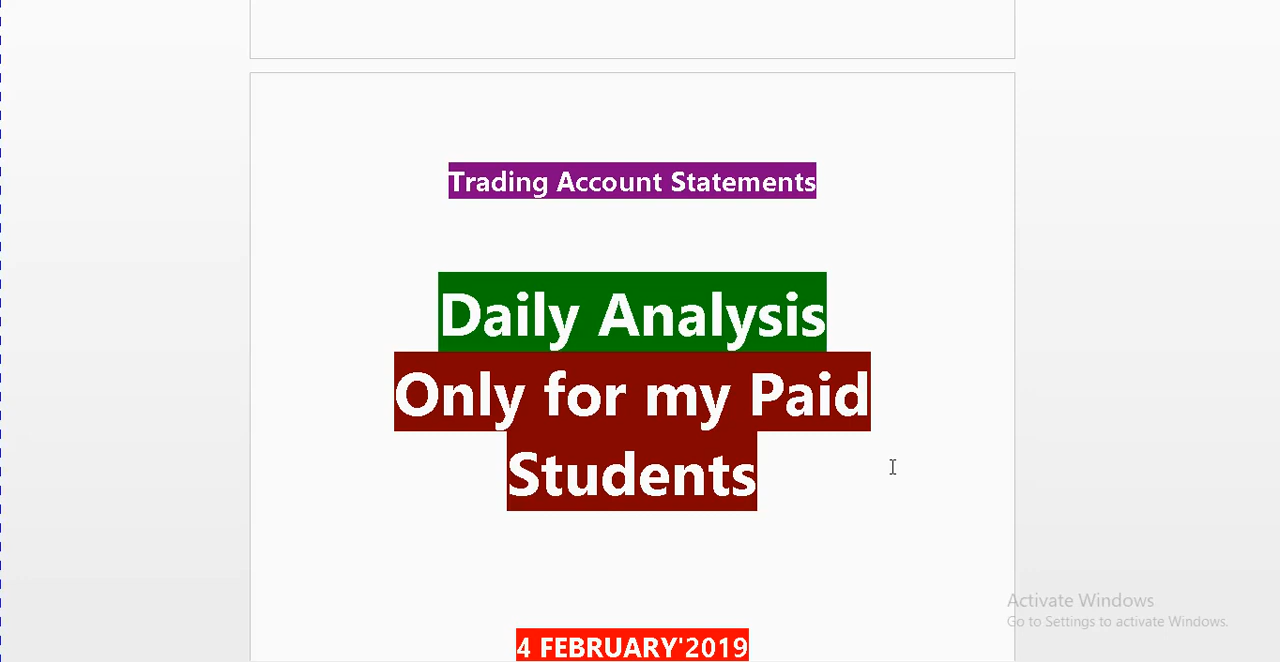 Trading Account Statements
Daily Analysis
Only for my Paid
Students
4 FEBRUARY'2019
Activate Windows
Go to Settings to activate Windows.